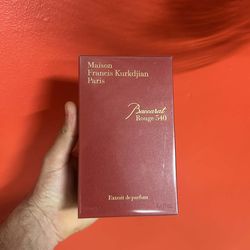 Maison
Francis Kurkdjian
Paris
Baccarat
Rouge 540
Extrait de parfum